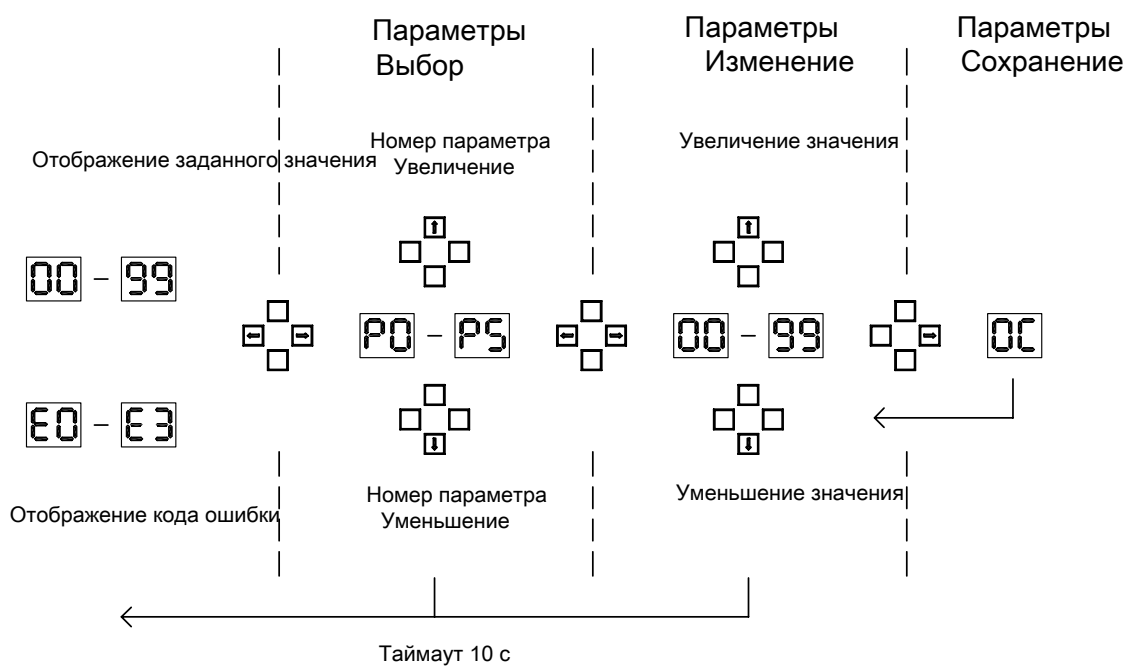 Параметры
Выбор
Параметры
Изменение
Параметры
Сохранение
Отображение заданного значения
Номер параметра
Увеличение
Увеличение значения
00 – 99
P0 – P5
00 – 99
0C
E0 – E3
Отображение кода ошибки
Номер параметра
Уменьшение
Уменьшение значения
Таймаут 10 с